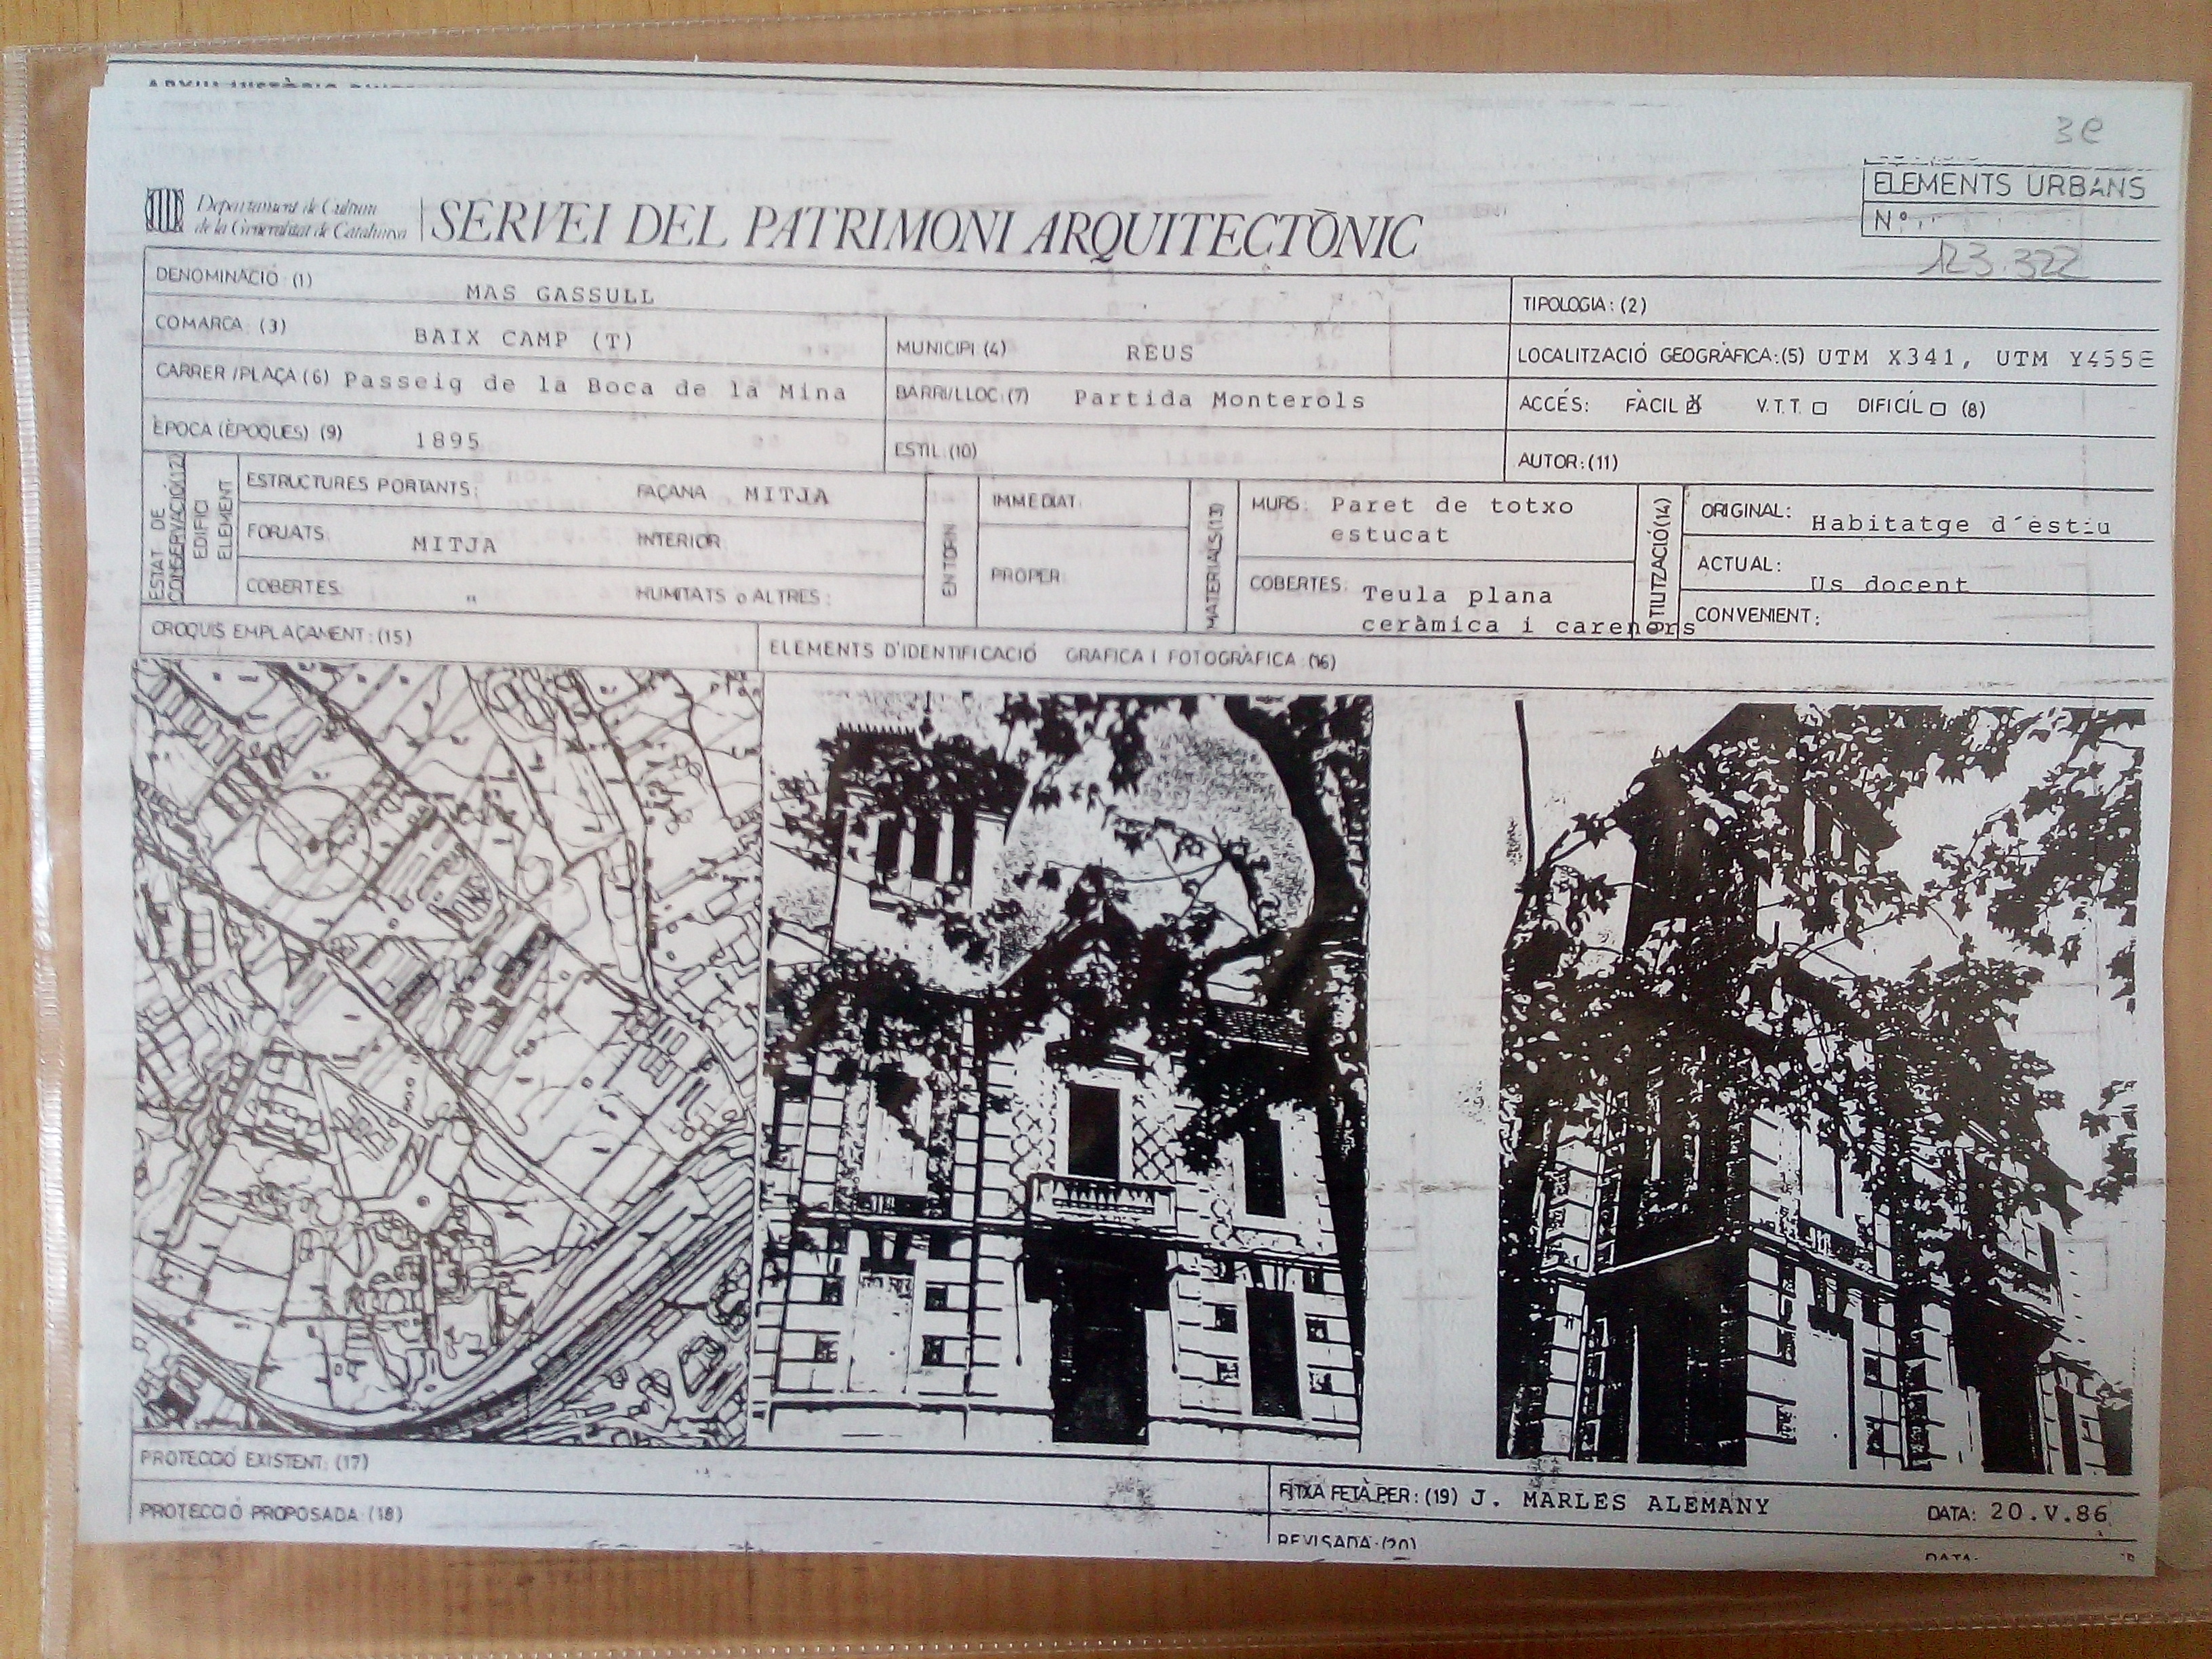 3e
ELEMENTS URBANS
Nº
123.322
Departament de Cultura
de la Generalitat de Catalunya
SERVEI DEL PATRIMONI ARQUITECTÒNIC
DENOMINACIÓ: (1) MAS GASSULL
TIPOLOGIA: (2)
COMARCA: (3) BAIX CAMP (T)
MUNICIPI (4) REUS
LOCALITZACIÓ GEOGRÀFICA: (5) UTM X341, UTM
CARRER /PLAÇA (6) Passeig de la Boca de la Mina
BARRI/LLOC: (7) Partida Monterols
ACCÉS: FÀCIL ☒ V.T.T. □ DIFICÍL □ (8)
ÈPOCA (ÈPOQUES) (9) 1895
ESTIL: (10)
AUTOR: (11)
ESTAT DE
CONSERVACIÓ (12)
EDIFICI
ELEMENT
ESTRUCTURES PORTANTS:
FAÇANA MITJA
FORJATS: MITJA
INTERIOR
COBERTES: "
HUMITATS o ALTRES:
ENTORN
IMMEDIAT:
PROPER:
MATERIALS (13)
MURS: Paret de totxo
estucat
COBERTES: Teula plana
ceràmica i careners
UTILITZACIÓ (14)
ORIGINAL: Habitatge d´estiu
ACTUAL: Us docent
CONVENIENT:
CROQUIS EMPLAÇAMENT: (15)
ELEMENTS D'IDENTIFICACIÓ GRAFICA I FOTOGRÀFICA: (16)
PROTECCIÓ EXISTENT: (17)
PROTECCIÓ PROPOSADA: (18)
FITXA FETA PER: (19) J. MARLES ALEMANY
DATA: 20.V.86
REVISADA: (20)
DATA: